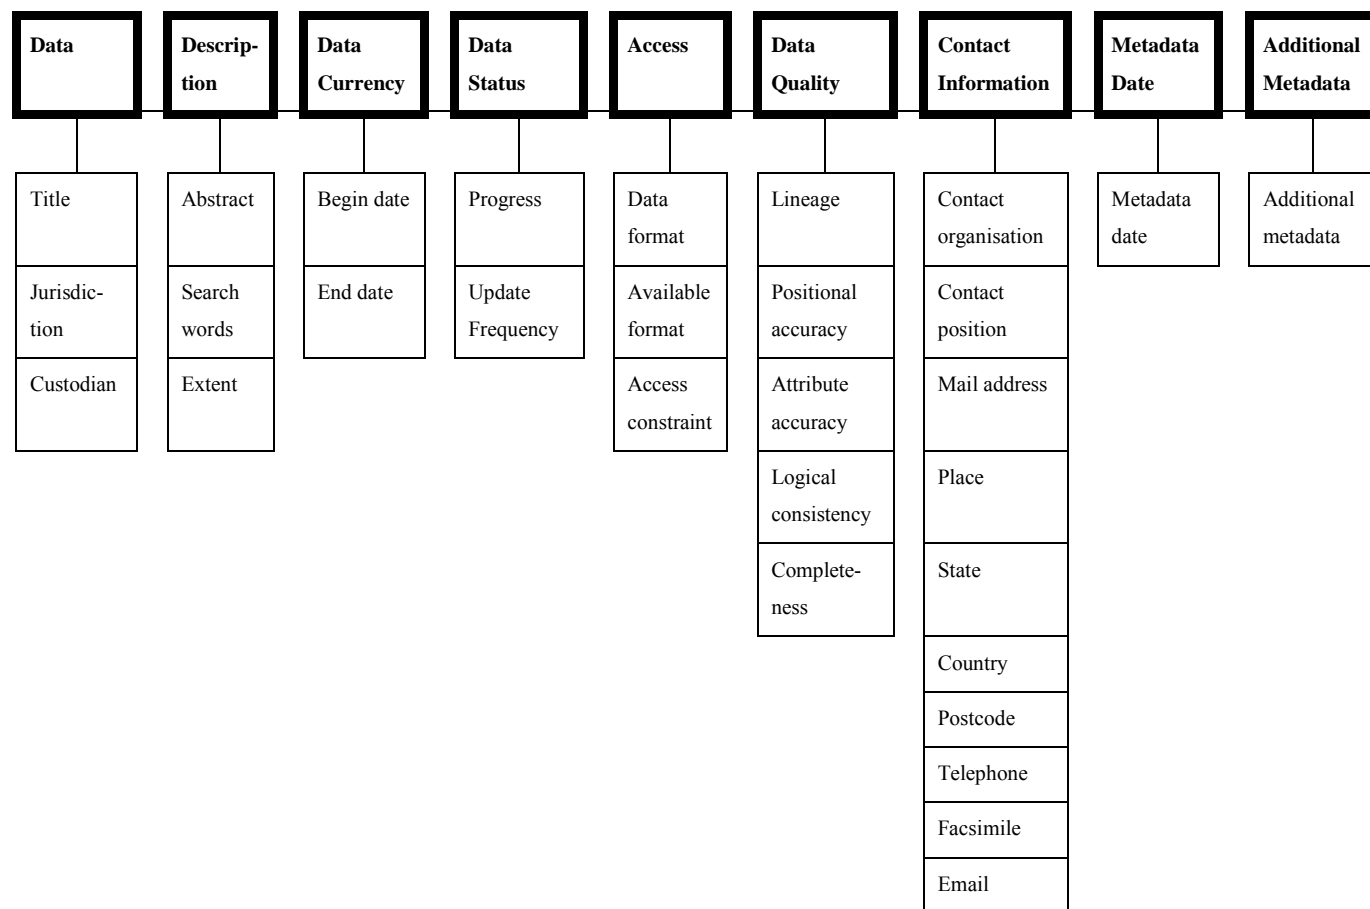 Data
Descrip-
tion
Data
Currency
Data
Status
Access
Data
Quality
Contact
Information
Metadata
Date
Additional
Metadata
Title
Jurisdic-
tion
Custodian
Abstract
Search
words
Extent
Begin date
End date
Progress
Update
Frequency
Data
format
Available
format
Access
constraint
Lineage
Positional
accuracy
Attribute
accuracy
Logical
consistency
Complete-
ness
Contact
organisation
Contact
position
Mail address
Place
State
Country
Postcode
Telephone
Facsimile
Email
Metadata
date
Additional
metadata